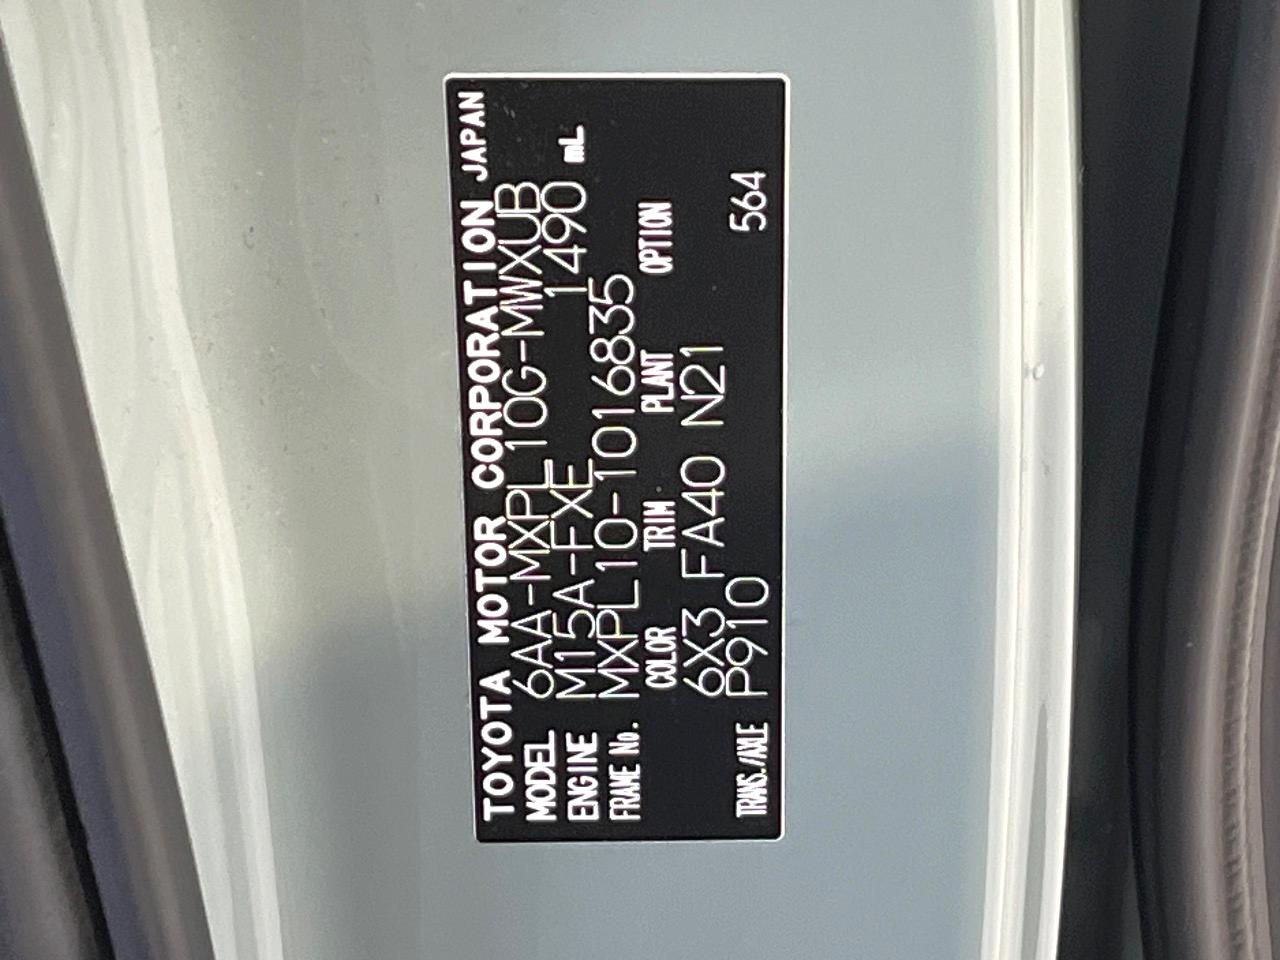 TOYOTA MOTOR CORPORATION JAPAN
MODEL 6AA-MXPL10G-MWXUB
ENGINE M15A-FXE 1490 mL
FRAME No. MXPL10-1016835
COLOR TRIM PLANT OPTION
6X3 FA40 N21
TRANS./AXLE P910 564